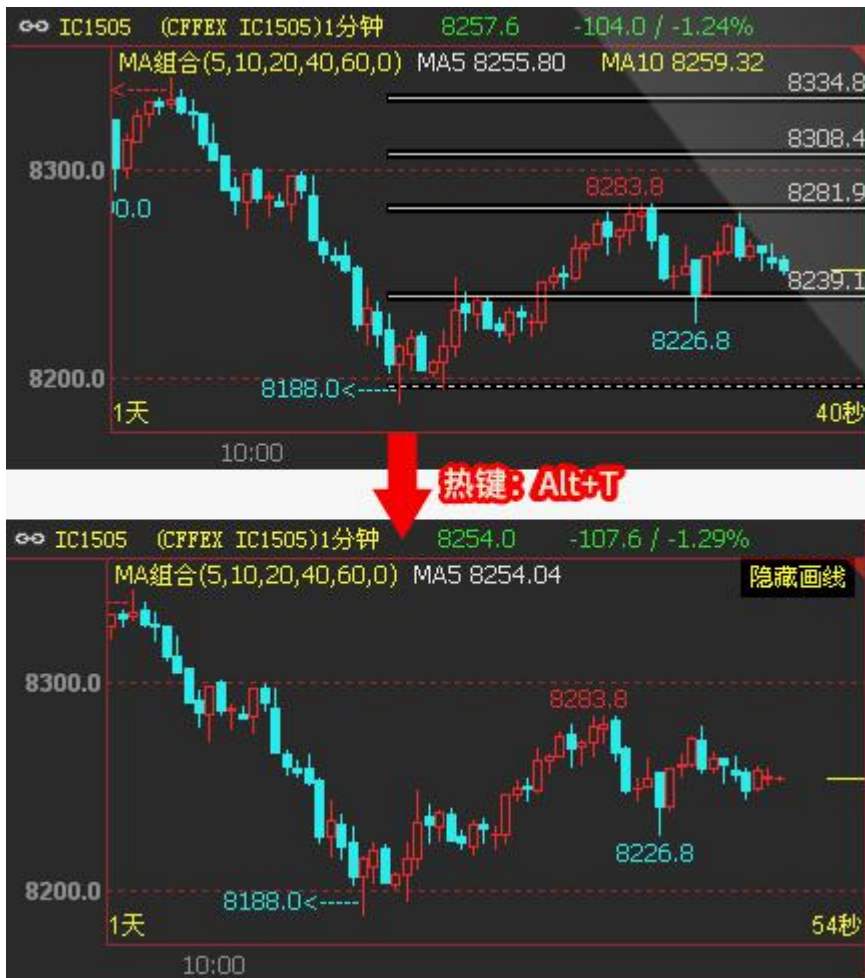 IC1505 (CFFEX IC1505)1分钟 8257.6 -104.0 / -1.24%
MA组合(5,10,20,40,60,0) MA5 8255.80 MA10 8259.32
8334.8
8308.4
8300.0
8283.8
8281.9
0.0
8239.1
8226.8
8200.0
8188.0<-----
1天 40秒
10:00
热键：Alt+T
IC1505 (CFFEX IC1505)1分钟 8254.0 -107.6 / -1.29%
MA组合(5,10,20,40,60,0) MA5 8254.04 隐藏画线
8300.0
8283.8
8226.8
8200.0
8188.0<-----
1天 54秒
10:00